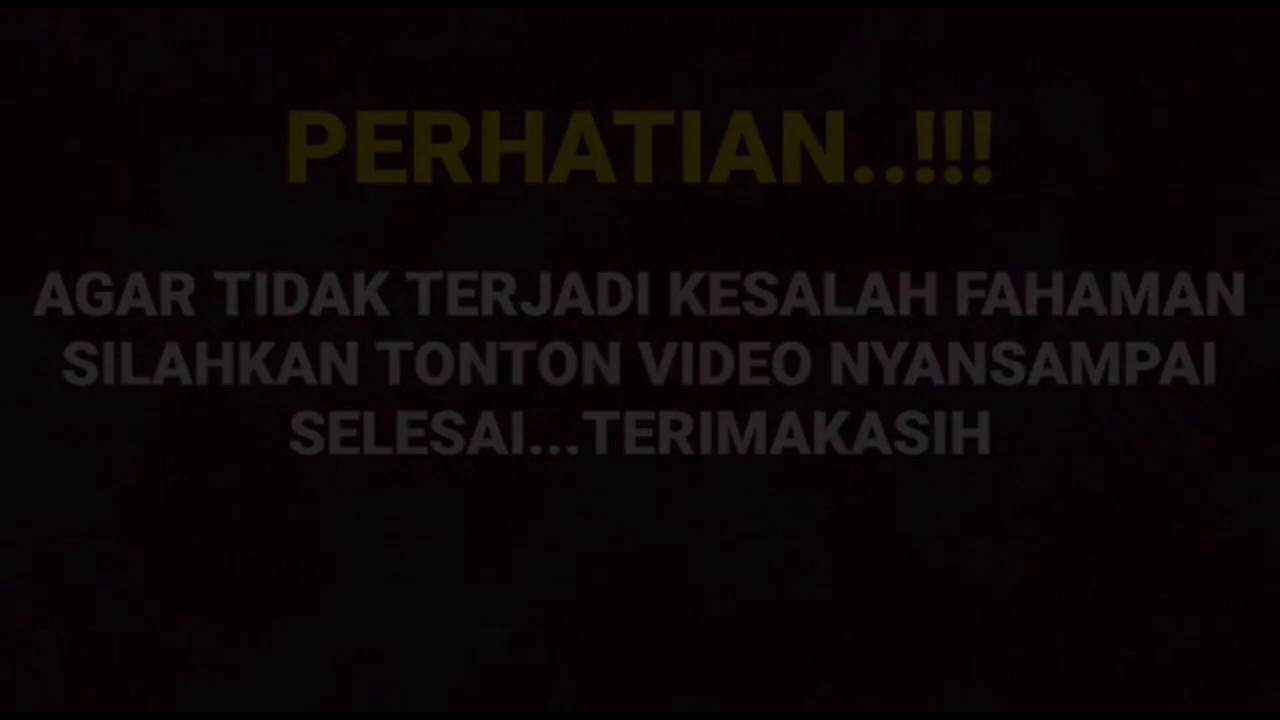 PERHATIAN..!!!
AGAR TIDAK TERJADI KESALAH FAHAMAN
SILAHKAN TONTON VIDEO NYANSAMPAI
SELESAI...TERIMAKASIH